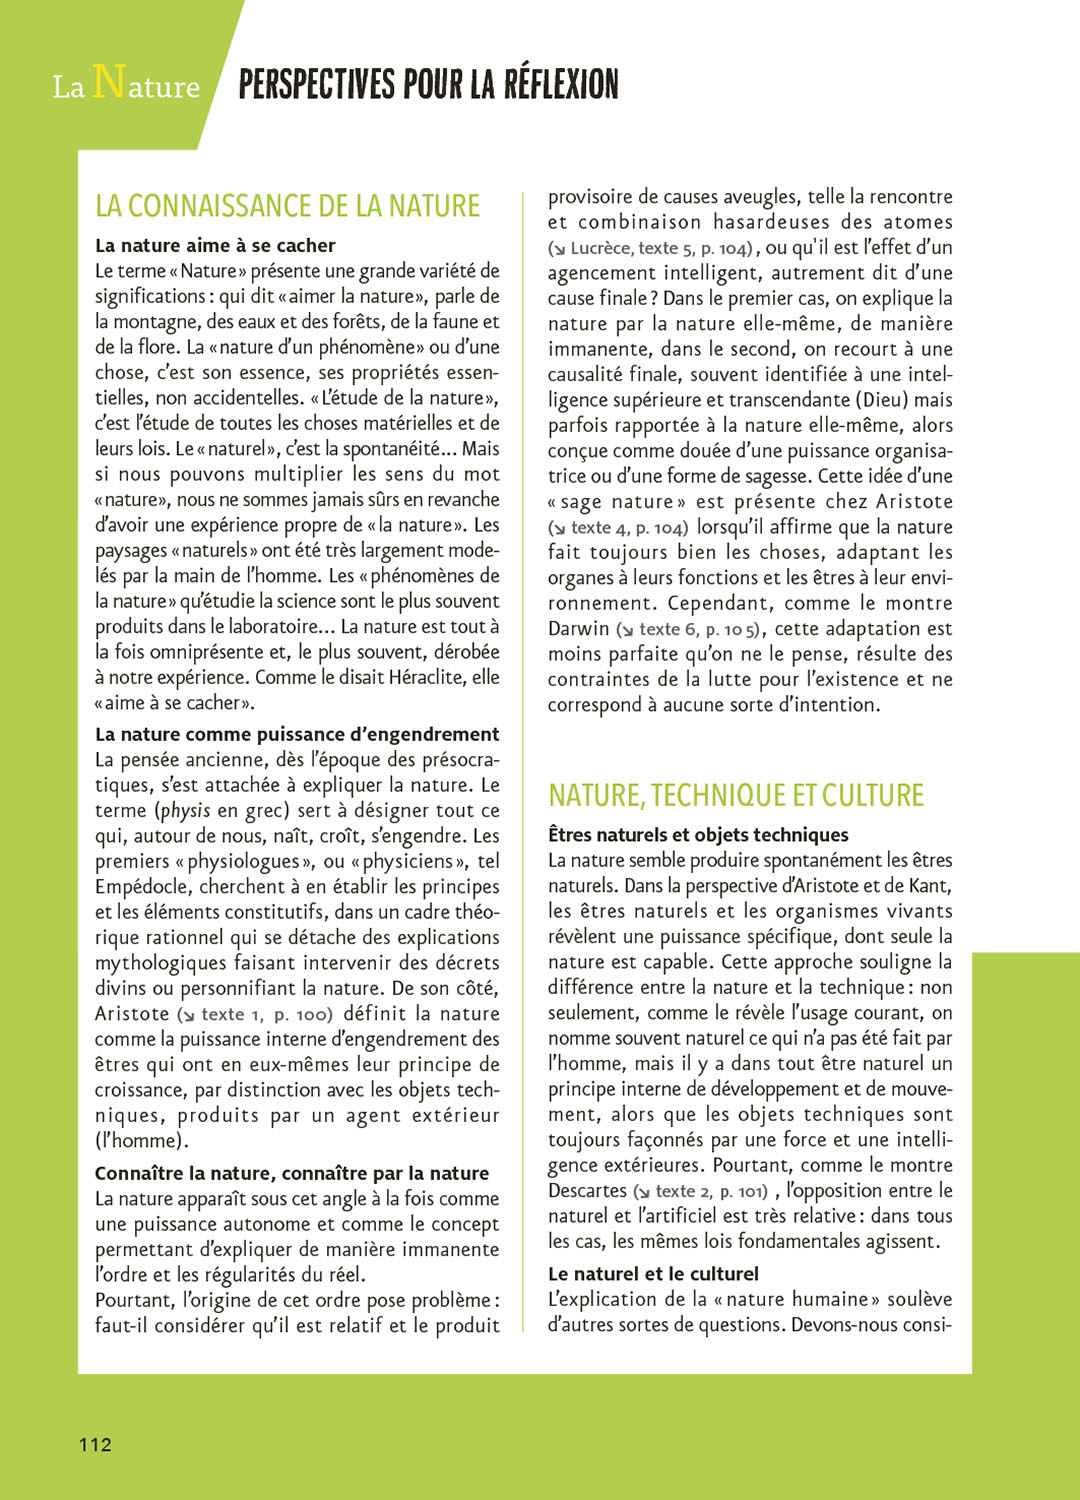 La Nature
PERSPECTIVES POUR LA RÉFLEXION
LA CONNAISSANCE DE LA NATURE
La nature aime à se cacher
Le terme « Nature » présente une grande variété de
significations : qui dit « aimer la nature », parle de
la montagne, des eaux et des forêts, de la faune et
de la flore. La « nature d’un phénomène » ou d’une
chose, c’est son essence, ses propriétés essen-
tielles, non accidentelles. « L’étude de la nature »,
c’est l’étude de toutes les choses matérielles et de
leurs lois. Le « naturel », c’est la spontanéité... Mais
si nous pouvons multiplier les sens du mot
« nature », nous ne sommes jamais sûrs en revanche
d’avoir une expérience propre de « la nature ». Les
paysages « naturels » ont été très largement mode-
lés par la main de l’homme. Les « phénomènes de
la nature » qu’étudie la science sont le plus souvent
produits dans le laboratoire... La nature est tout à
la fois omniprésente et, le plus souvent, dérobée
à notre expérience. Comme le disait Héraclite, elle
« aime à se cacher ».
La nature comme puissance d’engendrement
La pensée ancienne, dès l’époque des présocra-
tiques, s’est attachée à expliquer la nature. Le
terme (physis en grec) sert à désigner tout ce
qui, autour de nous, naît, croît, s’engendre. Les
premiers « physiologues », ou « physiciens », tel
Empédocle, cherchent à en établir les principes
et les éléments constitutifs, dans un cadre théo-
rique rationnel qui se détache des explications
mythologiques faisant intervenir des décrets
divins ou personnifiant la nature. De son côté,
Aristote (↘ texte 1, p. 100) définit la nature
comme la puissance interne d’engendrement des
êtres qui ont en eux-mêmes leur principe de
croissance, par distinction avec les objets tech-
niques, produits par un agent extérieur
(l’homme).
Connaître la nature, connaître par la nature
La nature apparaît sous cet angle à la fois comme
une puissance autonome et comme le concept
permettant d’expliquer de manière immanente
l’ordre et les régularités du réel.
Pourtant, l’origine de cet ordre pose problème :
faut-il considérer qu’il est relatif et le produit
provisoire de causes aveugles, telle la rencontre
et combinaison hasardeuses des atomes
(↘ Lucrèce, texte 5, p. 104), ou qu'il est l’effet d’un
agencement intelligent, autrement dit d’une
cause finale ? Dans le premier cas, on explique la
nature par la nature elle-même, de manière
immanente, dans le second, on recourt à une
causalité finale, souvent identifiée à une intel-
ligence supérieure et transcendante (Dieu) mais
parfois rapportée à la nature elle-même, alors
conçue comme douée d’une puissance organisa-
trice ou d’une forme de sagesse. Cette idée d’une
« sage nature » est présente chez Aristote
(↘ texte 4, p. 104) lorsqu’il affirme que la nature
fait toujours bien les choses, adaptant les
organes à leurs fonctions et les êtres à leur envi-
ronnement. Cependant, comme le montre
Darwin (↘ texte 6, p. 10 5), cette adaptation est
moins parfaite qu’on ne le pense, résulte des
contraintes de la lutte pour l’existence et ne
correspond à aucune sorte d’intention.
NATURE, TECHNIQUE ET CULTURE
Êtres naturels et objets techniques
La nature semble produire spontanément les êtres
naturels. Dans la perspective d’Aristote et de Kant,
les êtres naturels et les organismes vivants
révèlent une puissance spécifique, dont seule la
nature est capable. Cette approche souligne la
différence entre la nature et la technique : non
seulement, comme le révèle l’usage courant, on
nomme souvent naturel ce qui n’a pas été fait par
l’homme, mais il y a dans tout être naturel un
principe interne de développement et de mouve-
ment, alors que les objets techniques sont
toujours façonnés par une force et une intelli-
gence extérieures. Pourtant, comme le montre
Descartes (↘ texte 2, p. 101) , l’opposition entre le
naturel et l’artificiel est très relative : dans tous
les cas, les mêmes lois fondamentales agissent.
Le naturel et le culturel
L’explication de la « nature humaine » soulève
d’autres sortes de questions. Devons-nous consi-
112